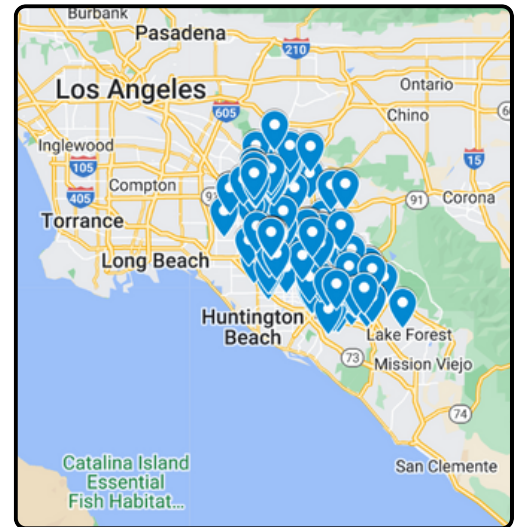 Burbank
Pasadena
210
Los Angeles
Ontario
605
Chino
Inglewood
105
15
Compton
Corona
405
91
Torrance
Long Beach
Huntington
Beach
Lake Forest
73
Mission Viejo
74
San Clemente
Catalina Island
Essential
Fish Habitat...